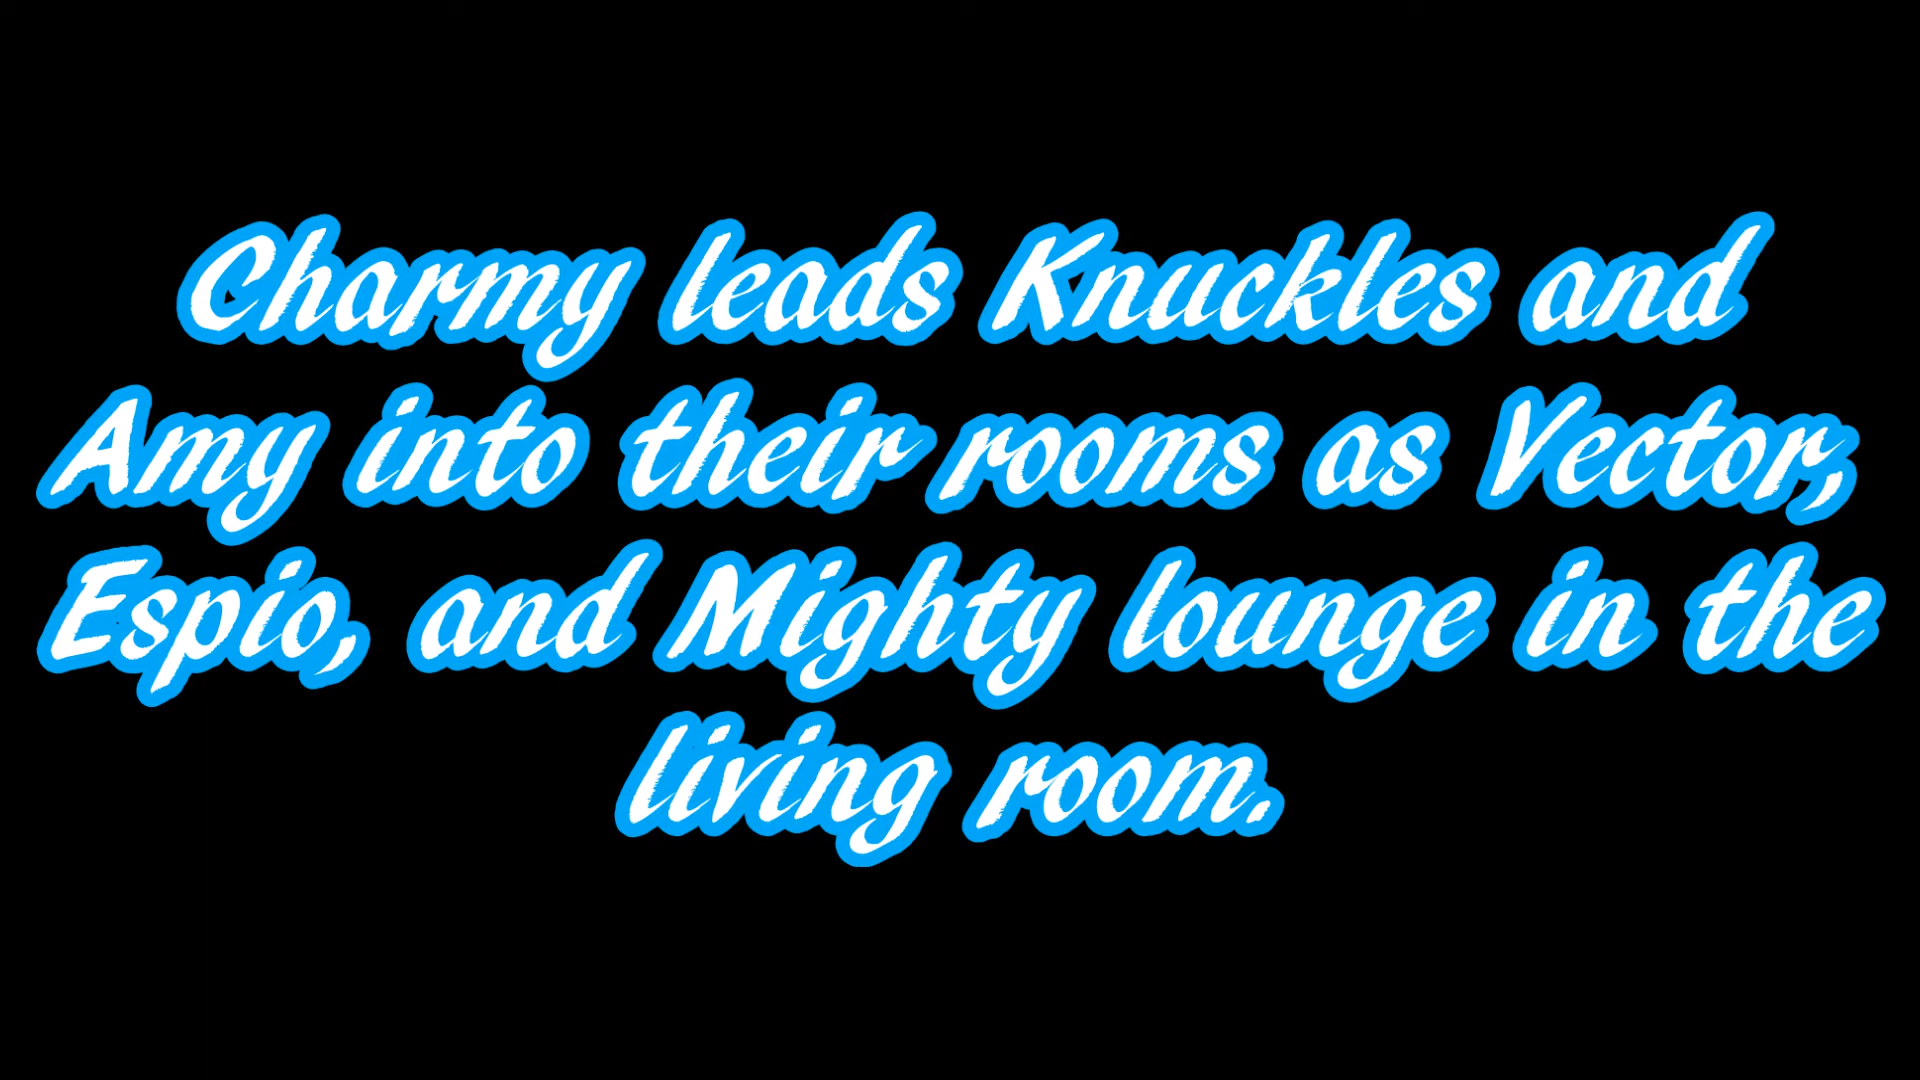 Charmy leads Knuckles and
Amy into their rooms as Vector,
Espio, and Mighty lounge in the
living room.